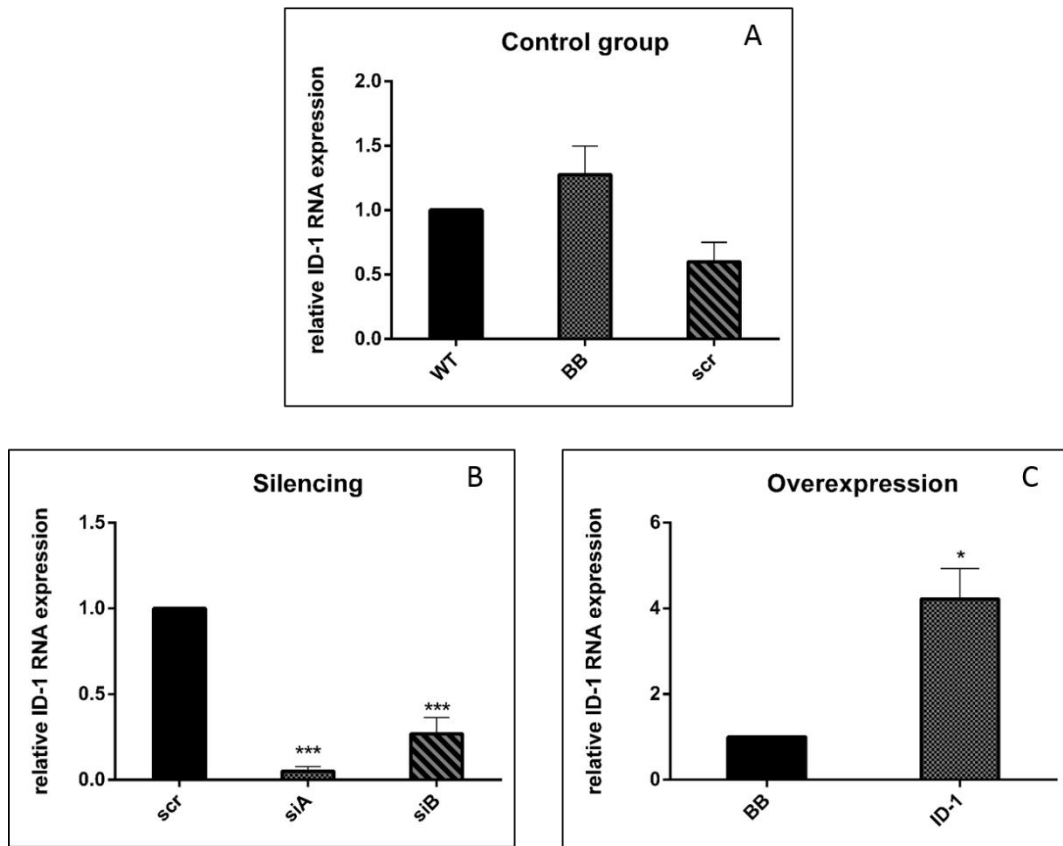 Control group
A
relative ID-1 RNA expression
2.0
1.5
1.0
0.5
0.0
WT
BB
scr
Silencing
B
relative ID-1 RNA expression
1.5
1.0
0.5
0.0
***
***
scr
siA
siB
Overexpression
C
relative ID-1 RNA expression
6
4
2
0
*
BB
ID-1